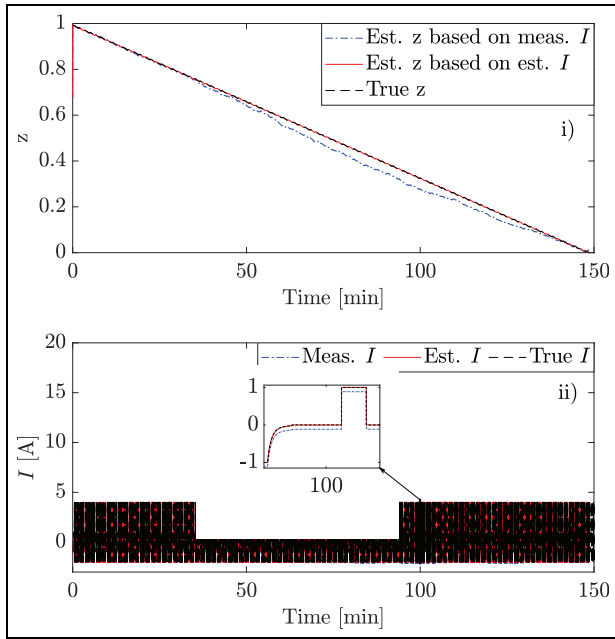 1
0.8
0.6
0.4
0.2
0
z
Est. z based on meas. I
Est. z based on est. I
True z
i)
0 50 100 150
Time [min]
20
15
10
5
0
I [A]
Meas. I Est. I True I
ii)
1
0
-1
100
0 50 100 150
Time [min]